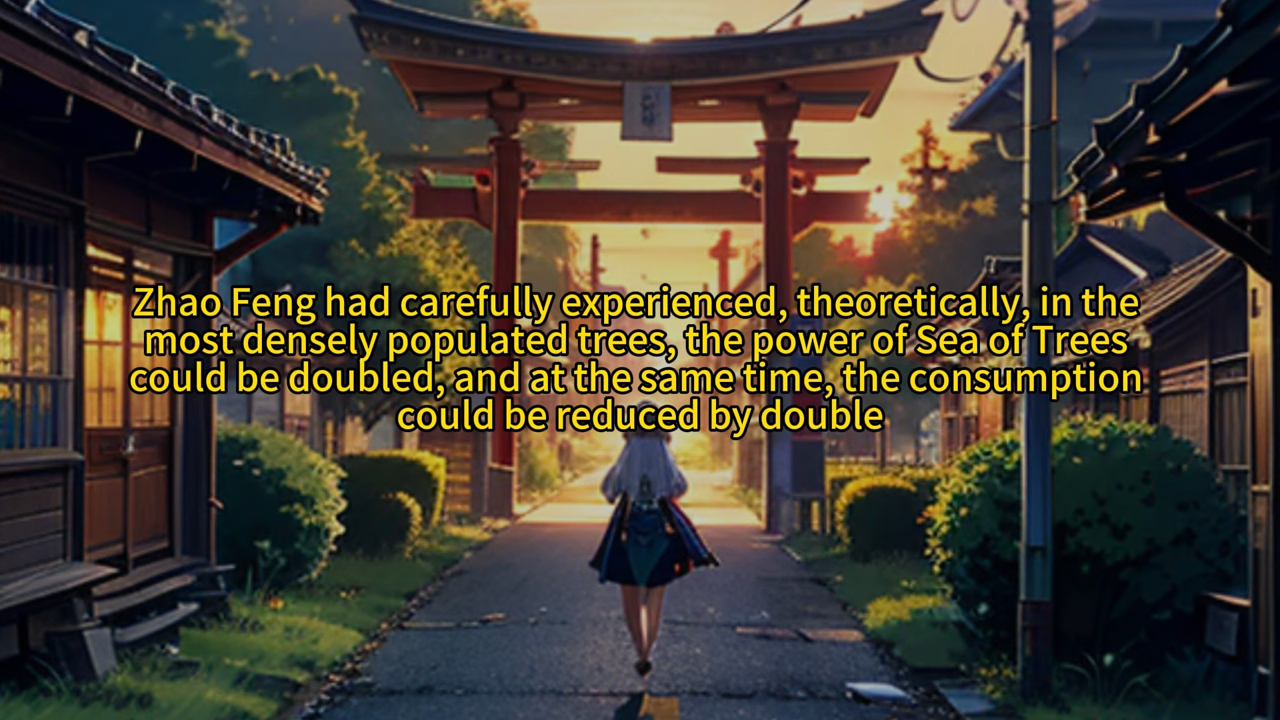 Zhao Feng had carefully experienced, theoretically, in the
most densely populated trees, the power of Sea of Trees
could be doubled, and at the same time, the consumption
could be reduced by double